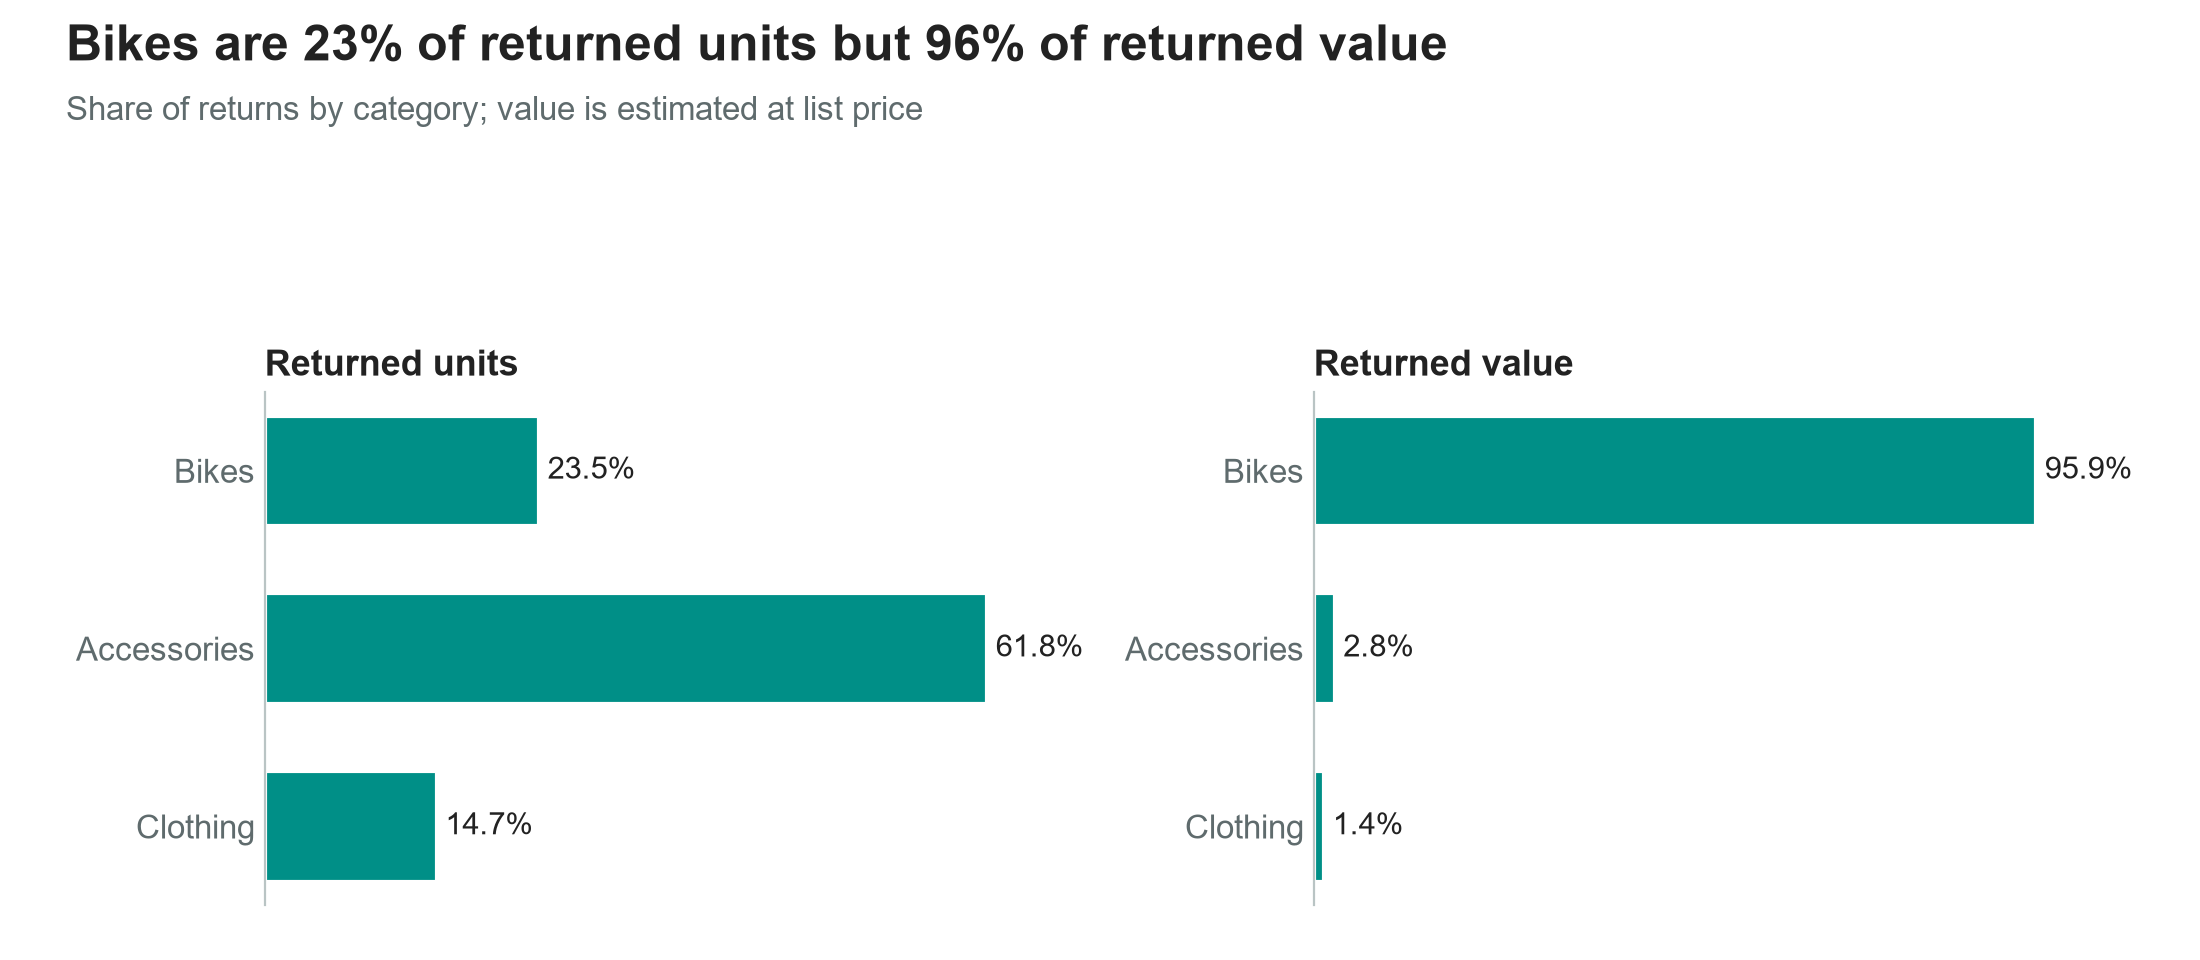 Bikes are 23% of returned units but 96% of returned value
Share of returns by category; value is estimated at list price
Returned units
Bikes 23.5%
Accessories 61.8%
Clothing 14.7%
Returned value
Bikes 95.9%
Accessories 2.8%
Clothing 1.4%